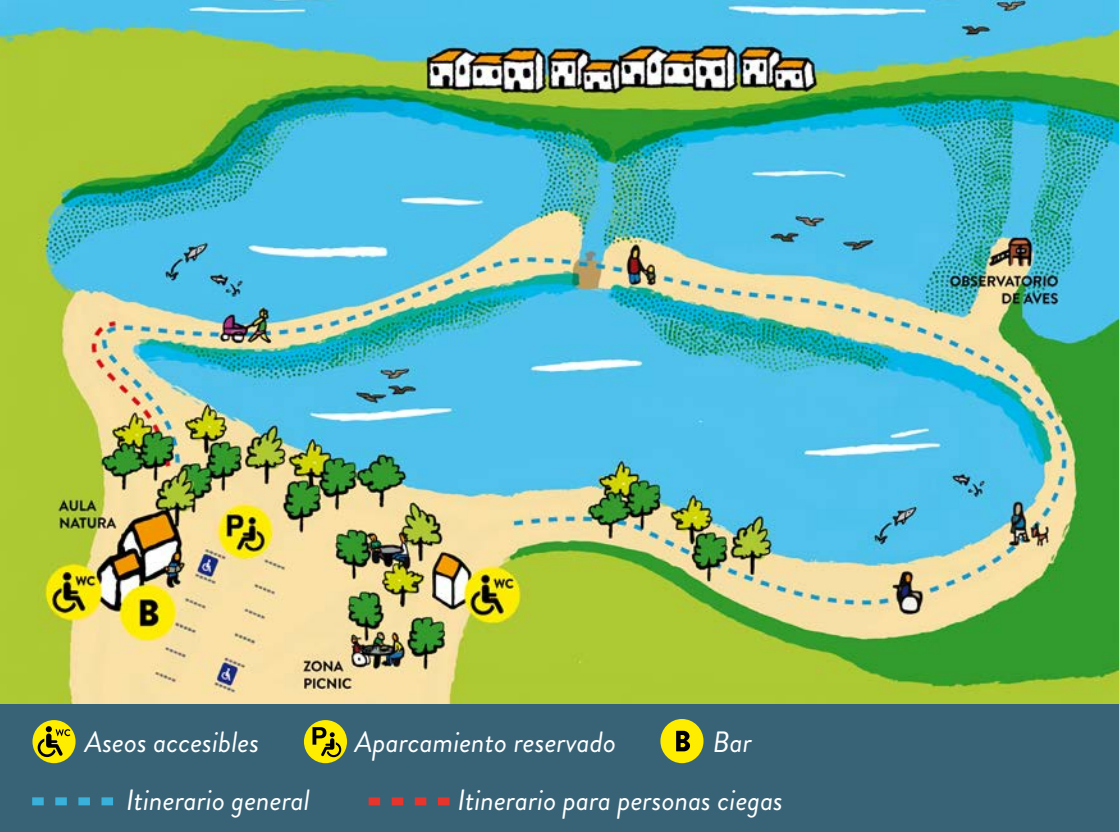 OBSERVATORIO
DE AVES
AULA
NATURA
P
WC
B
WC
ZONA
PICNIC
WC Aseos accesibles P Aparcamiento reservado B Bar
Itinerario general Itinerario para personas ciegas